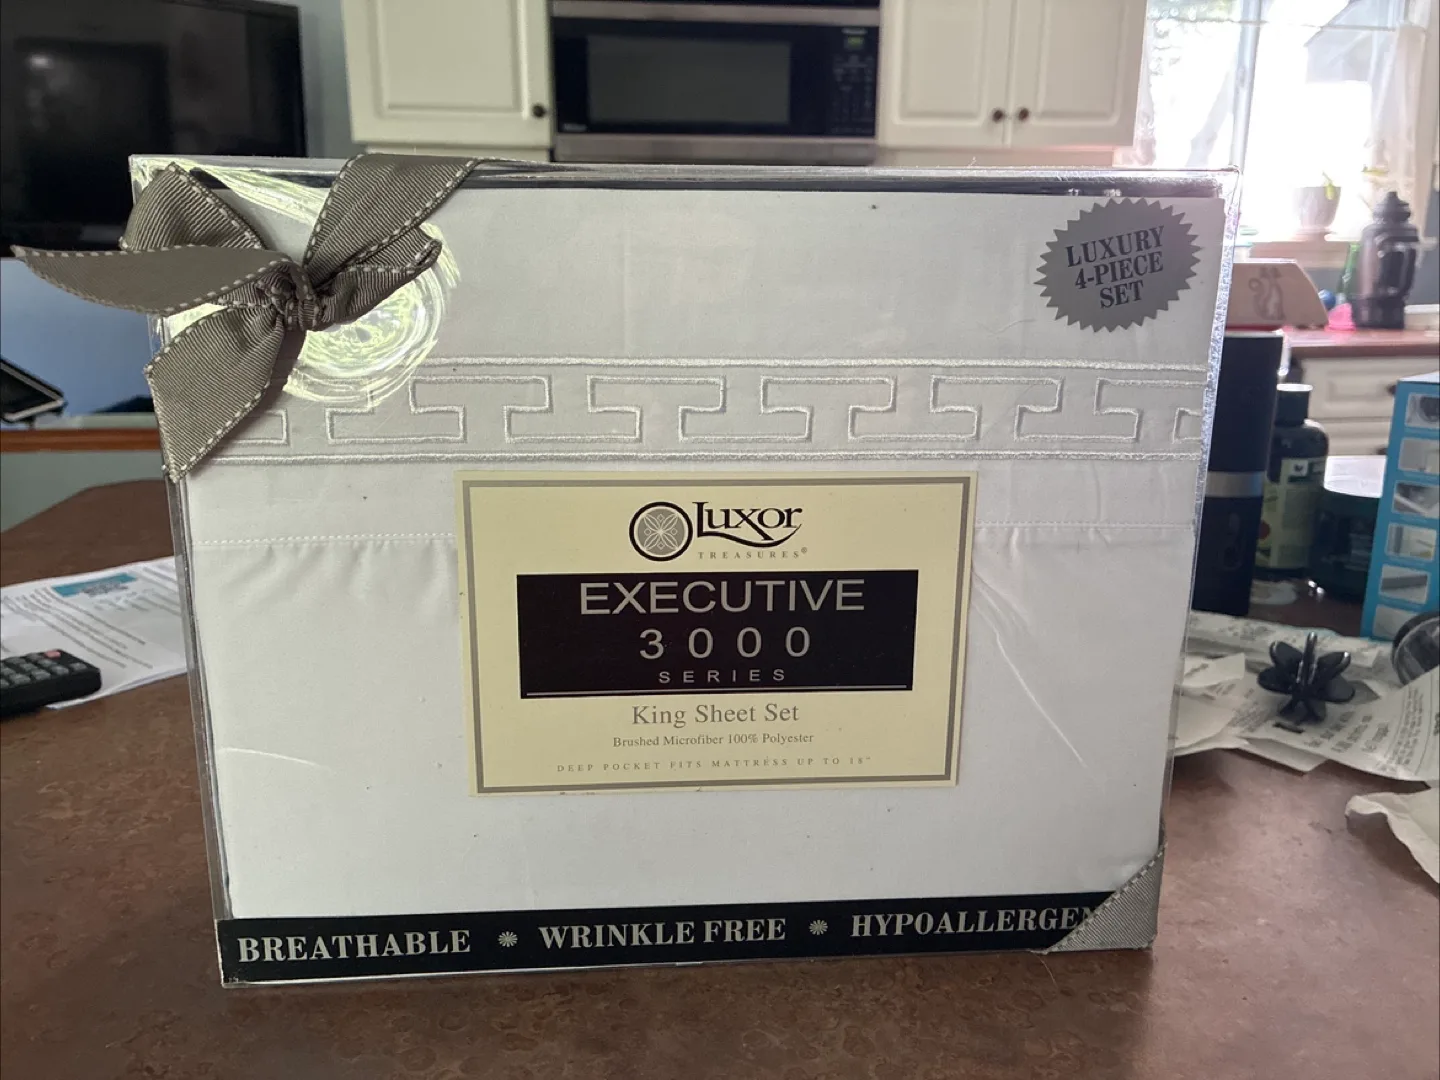 LUXURY
4-PIECE
SET
Luxor
TREASURES®
EXECUTIVE
3000
SERIES
King Sheet Set
Brushed Microfiber 100% Polyester
DEEP POCKET FITS MATTRESS UP TO 18"
BREATHABLE WRINKLE FREE HYPOALLERGEN